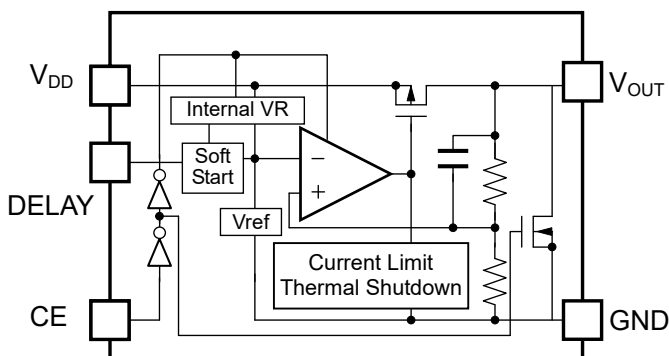 VDD
VOUT
Internal VR
Soft
Start
−
+
DELAY
Vref
Current Limit
Thermal Shutdown
CE
GND